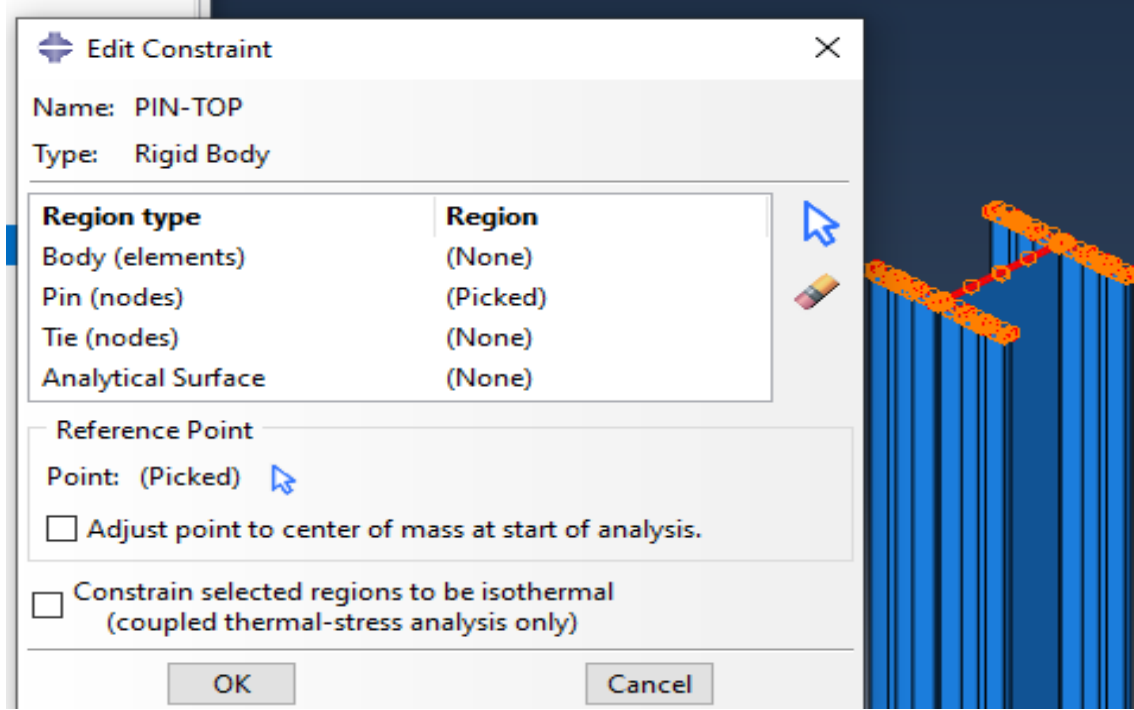 Edit Constraint
Name: PIN-TOP
Type: Rigid Body
Region type Region
Body (elements) (None)
Pin (nodes) (Picked)
Tie (nodes) (None)
Analytical Surface (None)
Reference Point
Point: (Picked)
Adjust point to center of mass at start of analysis.
Constrain selected regions to be isothermal
(coupled thermal-stress analysis only)
OK Cancel